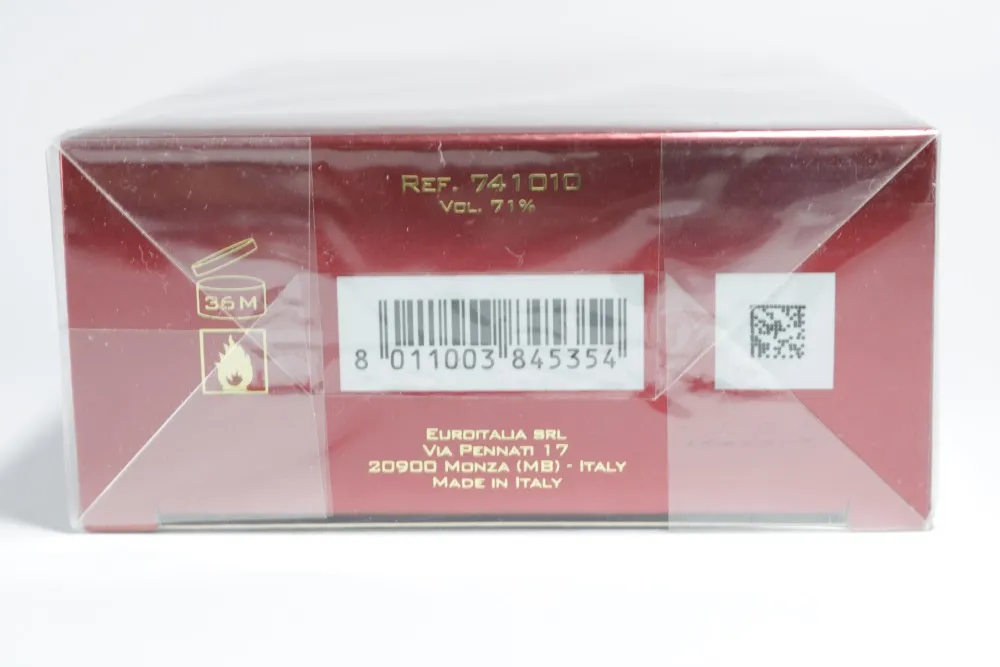 REF. 741010
VOL. 71%
36 M
8 011003 845354
EUROITALIA SRL
VIA PENNATI 17
20900 MONZA (MB) - ITALY
MADE IN ITALY